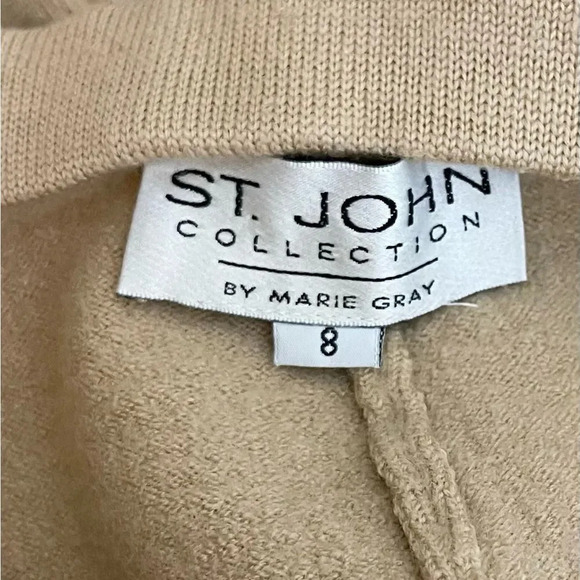 ST. JOHN
COLLECTION
BY MARIE GRAY
8